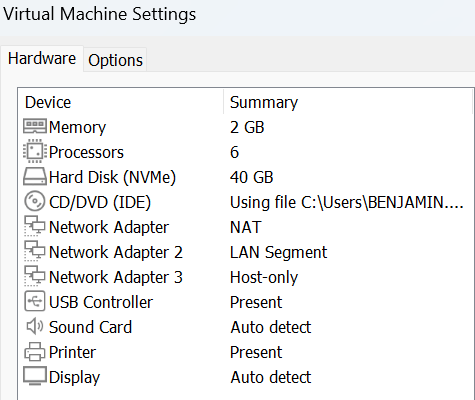 Virtual Machine Settings
Hardware Options
Device Summary
Memory 2 GB
Processors 6
Hard Disk (NVMe) 40 GB
CD/DVD (IDE) Using file C:\Users\BENJAMIN....
Network Adapter NAT
Network Adapter 2 LAN Segment
Network Adapter 3 Host-only
USB Controller Present
Sound Card Auto detect
Printer Present
Display Auto detect